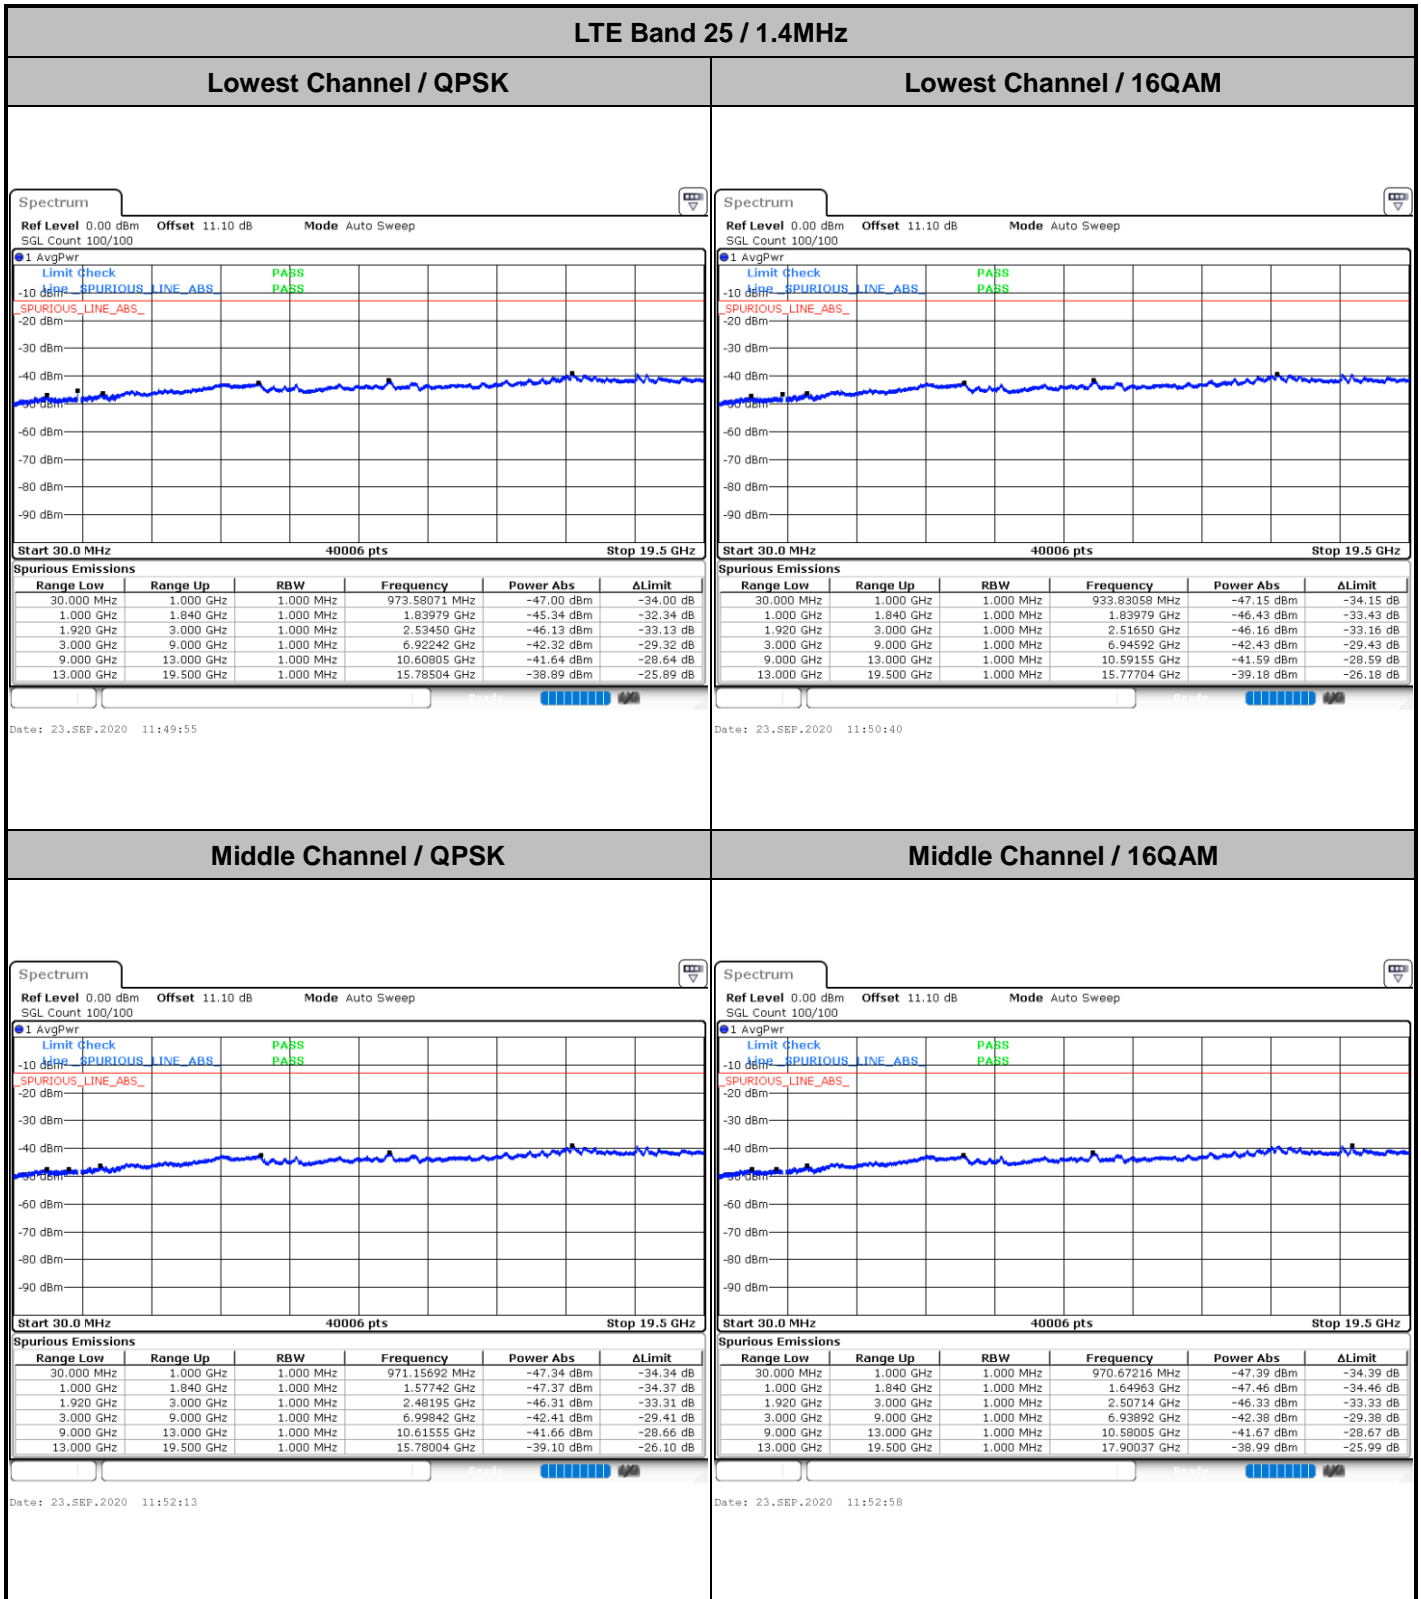 LTE Band 25 / 1.4MHz
Lowest Channel / QPSK
Lowest Channel / 16QAM
Spectrum
Ref Level 0.00 dBm Offset 11.10 dB Mode Auto Sweep
SGL Count 100/100
1 AvgPwr
Limit Check PASS
Line _SPURIOUS_LINE_ABS_ PASS
-10 dBm
_SPURIOUS_LINE_ABS_
-20 dBm
-30 dBm
-40 dBm
-50 dBm
-60 dBm
-70 dBm
-80 dBm
-90 dBm
Start 30.0 MHz 40006 pts Stop 19.5 GHz
Spurious Emissions
Range Low Range Up RBW Frequency Power Abs ΔLimit
30.000 MHz 1.000 GHz 1.000 MHz 973.58071 MHz -47.00 dBm -34.00 dB
1.000 GHz 1.840 GHz 1.000 MHz 1.83979 GHz -45.34 dBm -32.34 dB
1.920 GHz 3.000 GHz 1.000 MHz 2.53450 GHz -46.13 dBm -33.13 dB
3.000 GHz 9.000 GHz 1.000 MHz 6.92242 GHz -42.32 dBm -29.32 dB
9.000 GHz 13.000 GHz 1.000 MHz 10.60805 GHz -41.64 dBm -28.64 dB
13.000 GHz 19.500 GHz 1.000 MHz 15.78504 GHz -38.89 dBm -25.89 dB
Date: 23.SEP.2020 11:49:55
Spectrum
Ref Level 0.00 dBm Offset 11.10 dB Mode Auto Sweep
SGL Count 100/100
1 AvgPwr
Limit Check PASS
Line _SPURIOUS_LINE_ABS_ PASS
-10 dBm
_SPURIOUS_LINE_ABS_
-20 dBm
-30 dBm
-40 dBm
-50 dBm
-60 dBm
-70 dBm
-80 dBm
-90 dBm
Start 30.0 MHz 40006 pts Stop 19.5 GHz
Spurious Emissions
Range Low Range Up RBW Frequency Power Abs ΔLimit
30.000 MHz 1.000 GHz 1.000 MHz 933.83058 MHz -47.15 dBm -34.15 dB
1.000 GHz 1.840 GHz 1.000 MHz 1.83979 GHz -46.43 dBm -33.43 dB
1.920 GHz 3.000 GHz 1.000 MHz 2.51650 GHz -46.16 dBm -33.16 dB
3.000 GHz 9.000 GHz 1.000 MHz 6.94592 GHz -42.43 dBm -29.43 dB
9.000 GHz 13.000 GHz 1.000 MHz 10.59155 GHz -41.59 dBm -28.59 dB
13.000 GHz 19.500 GHz 1.000 MHz 15.77704 GHz -39.18 dBm -26.18 dB
Date: 23.SEP.2020 11:50:40
Middle Channel / QPSK
Middle Channel / 16QAM
Spectrum
Ref Level 0.00 dBm Offset 11.10 dB Mode Auto Sweep
SGL Count 100/100
1 AvgPwr
Limit Check PASS
Line _SPURIOUS_LINE_ABS_ PASS
-10 dBm
_SPURIOUS_LINE_ABS_
-20 dBm
-30 dBm
-40 dBm
-50 dBm
-60 dBm
-70 dBm
-80 dBm
-90 dBm
Start 30.0 MHz 40006 pts Stop 19.5 GHz
Spurious Emissions
Range Low Range Up RBW Frequency Power Abs ΔLimit
30.000 MHz 1.000 GHz 1.000 MHz 971.15692 MHz -47.34 dBm -34.34 dB
1.000 GHz 1.840 GHz 1.000 MHz 1.57742 GHz -47.37 dBm -34.37 dB
1.920 GHz 3.000 GHz 1.000 MHz 2.48195 GHz -46.31 dBm -33.31 dB
3.000 GHz 9.000 GHz 1.000 MHz 6.99842 GHz -42.41 dBm -29.41 dB
9.000 GHz 13.000 GHz 1.000 MHz 10.61555 GHz -41.66 dBm -28.66 dB
13.000 GHz 19.500 GHz 1.000 MHz 15.78004 GHz -39.10 dBm -26.10 dB
Date: 23.SEP.2020 11:52:13
Spectrum
Ref Level 0.00 dBm Offset 11.10 dB Mode Auto Sweep
SGL Count 100/100
1 AvgPwr
Limit Check PASS
Line _SPURIOUS_LINE_ABS_ PASS
-10 dBm
_SPURIOUS_LINE_ABS_
-20 dBm
-30 dBm
-40 dBm
-50 dBm
-60 dBm
-70 dBm
-80 dBm
-90 dBm
Start 30.0 MHz 40006 pts Stop 19.5 GHz
Spurious Emissions
Range Low Range Up RBW Frequency Power Abs ΔLimit
30.000 MHz 1.000 GHz 1.000 MHz 970.67216 MHz -47.39 dBm -34.39 dB
1.000 GHz 1.840 GHz 1.000 MHz 1.64963 GHz -47.46 dBm -34.46 dB
1.920 GHz 3.000 GHz 1.000 MHz 2.50714 GHz -46.33 dBm -33.33 dB
3.000 GHz 9.000 GHz 1.000 MHz 6.93892 GHz -42.38 dBm -29.38 dB
9.000 GHz 13.000 GHz 1.000 MHz 10.58005 GHz -41.67 dBm -28.67 dB
13.000 GHz 19.500 GHz 1.000 MHz 17.90037 GHz -38.99 dBm -25.99 dB
Date: 23.SEP.2020 11:52:58